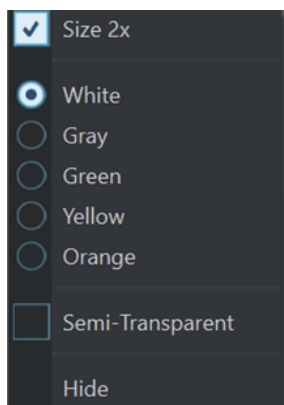 Size 2x
White
Gray
Green
Yellow
Orange
Semi-Transparent
Hide